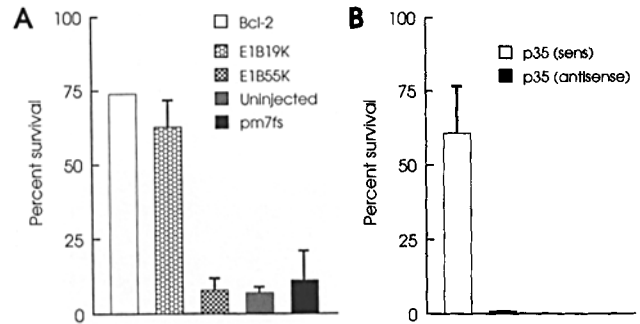 A
Percent survival
100
75
50
25
0
Bcl-2
E1B19K
E1B55K
Uninjected
pm7fs
B
Percent survival
100
75
50
25
0
p35 (sens)
p35 (antisense)